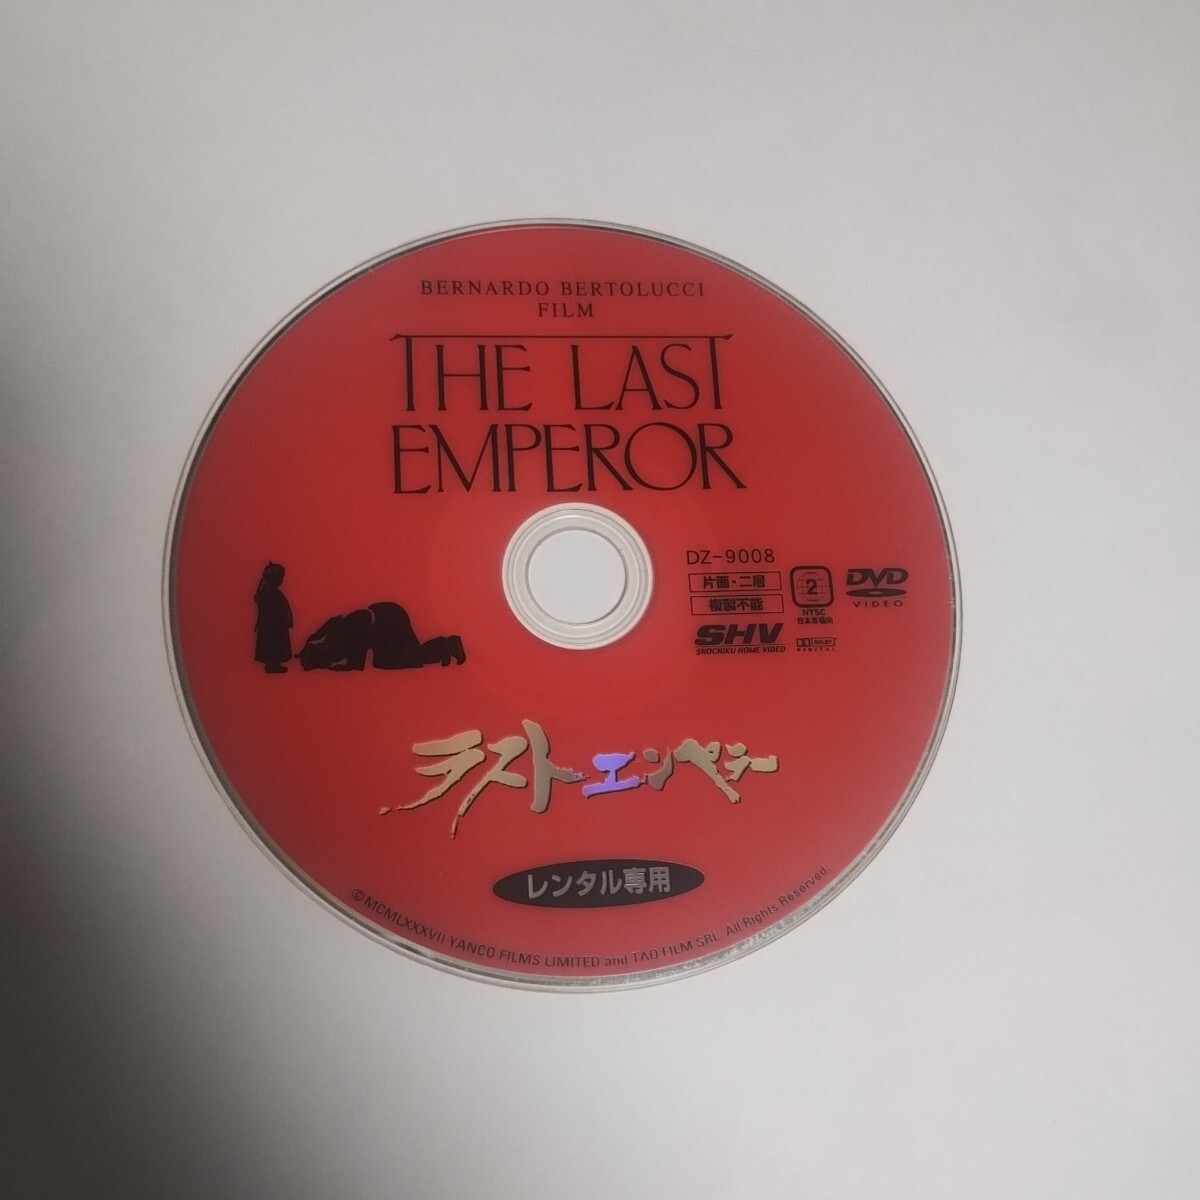 BERNARDO BERTOLUCCI
FILM
THE LAST
EMPEROR
DZ-9008
片面・二層
複製不能
2
NTSC
日本市場向
DVD
VIDEO
SHV
SHOCHIKU HOME VIDEO
DOLBY
DIGITAL
ラストエンペラー
レンタル専用
©MCMLXXXVII YANCO FILMS LIMITED and TAO FILM SRL. All Rights Reserved.